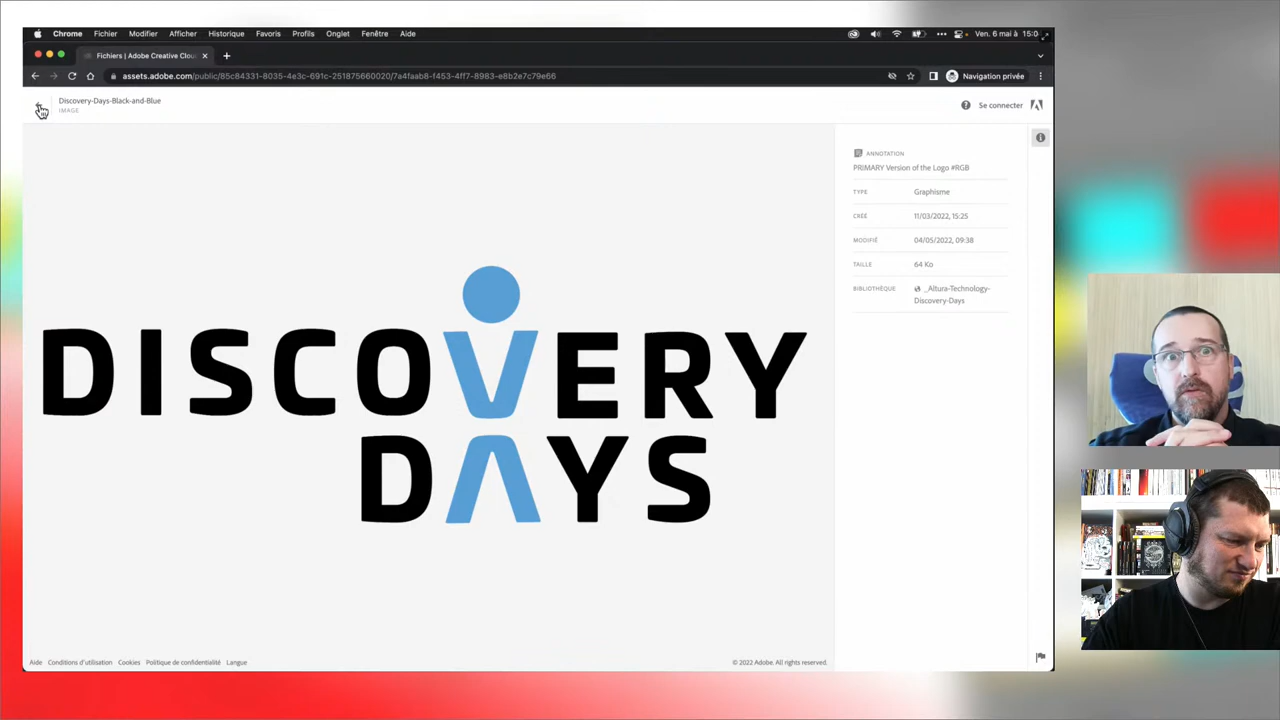 Chrome Fichier Modifier Afficher Historique Favoris Profils Onglet Fenêtre Aide Ven. 6 mai à 15:0
Fichiers | Adobe Creative Clou
assets.adobe.com/public/85c84331-8035-4e3c-691c-251875660020/7a4faab8-f453-4ff7-8983-e8b2e7c79e66 Navigation privée
Discovery-Days-Black-and-Blue
IMAGE
Se connecter
ANNOTATION
PRIMARY Version of the Logo #RGB
TYPE Graphisme
CRÉÉ 11/03/2022, 15:25
MODIFIÉ 04/05/2022, 09:38
TAILLE 64 Ko
BIBLIOTHÈQUE _Altura-Technology-
Discovery-Days
DISCOVERY
DAYS
Aide Conditions d'utilisation Cookies Politique de confidentialité Langue © 2022 Adobe. All rights reserved.